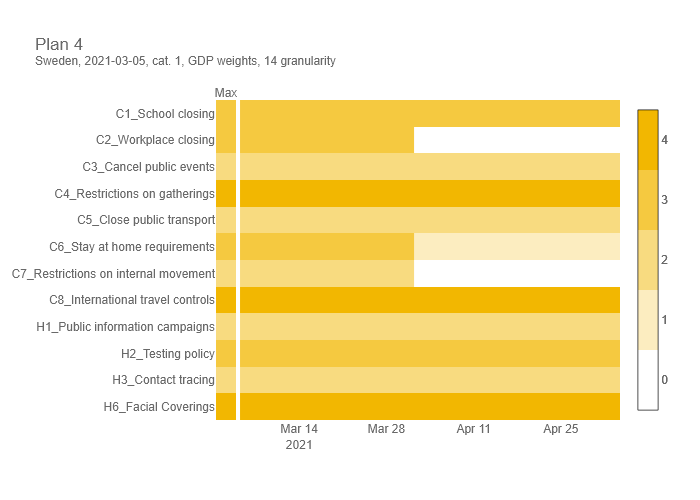 Plan 4
Sweden, 2021-03-05, cat. 1, GDP weights, 14 granularity
Max
C1_School closing
C2_Workplace closing
C3_Cancel public events
C4_Restrictions on gatherings
C5_Close public transport
C6_Stay at home requirements
C7_Restrictions on internal movement
C8_International travel controls
H1_Public information campaigns
H2_Testing policy
H3_Contact tracing
H6_Facial Coverings
Mar 14 Mar 28 Apr 11 Apr 25
2021
4
3
2
1
0